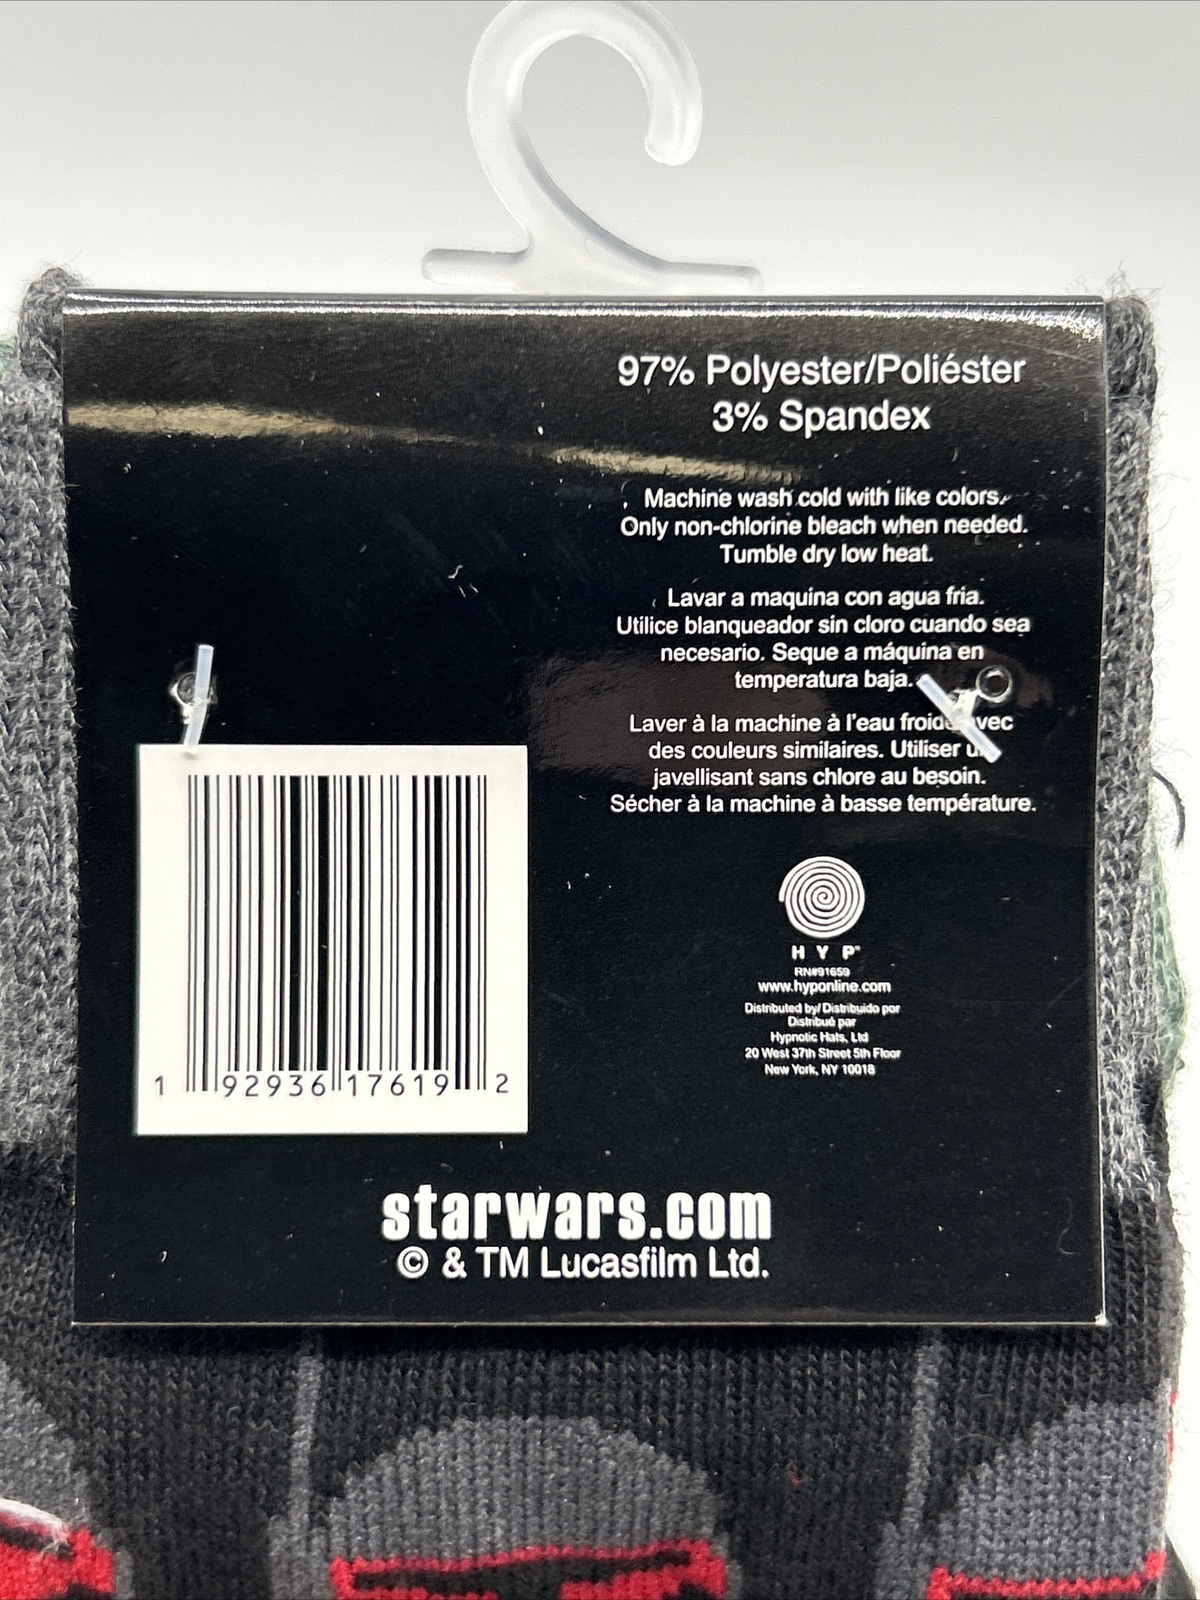 97% Polyester/Poliéster
3% Spandex
Machine wash cold with like colors.
Only non-chlorine bleach when needed.
Tumble dry low heat.
Lavar a maquina con agua fria.
Utilice blanqueador sin cloro cuando sea
necesario. Seque a máquina en
temperatura baja.
Laver à la machine à l'eau froide avec
des couleurs similaires. Utiliser un
javellisant sans chlore au besoin.
Sécher à la machine à basse température.
HYP
RN#91659
www.hyponline.com
Distributed by/ Distribuido por
Distribué par
Hypnotic Hats, Ltd
20 West 37th Street 5th Floor
New York, NY 10018
1 92936 17619 2
starwars.com
© & TM Lucasfilm Ltd.